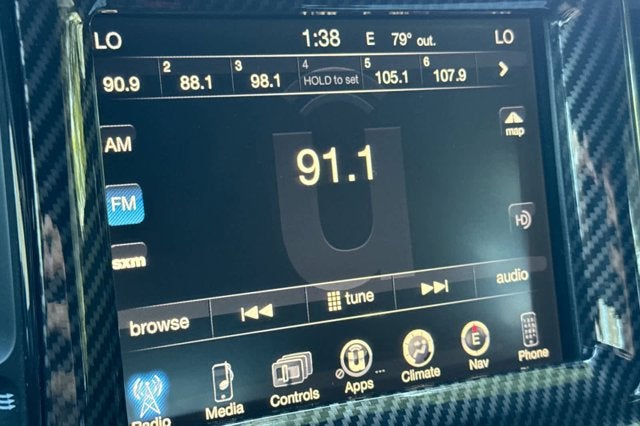 LO 1:38 E 79° out. LO
90.9 2 88.1 3 98.1 4 HOLD to set 5 105.1 6 107.9
AM
map
91.1
FM
HD
sxm
browse tune audio
Radio Media Controls Apps Climate E Nav Phone